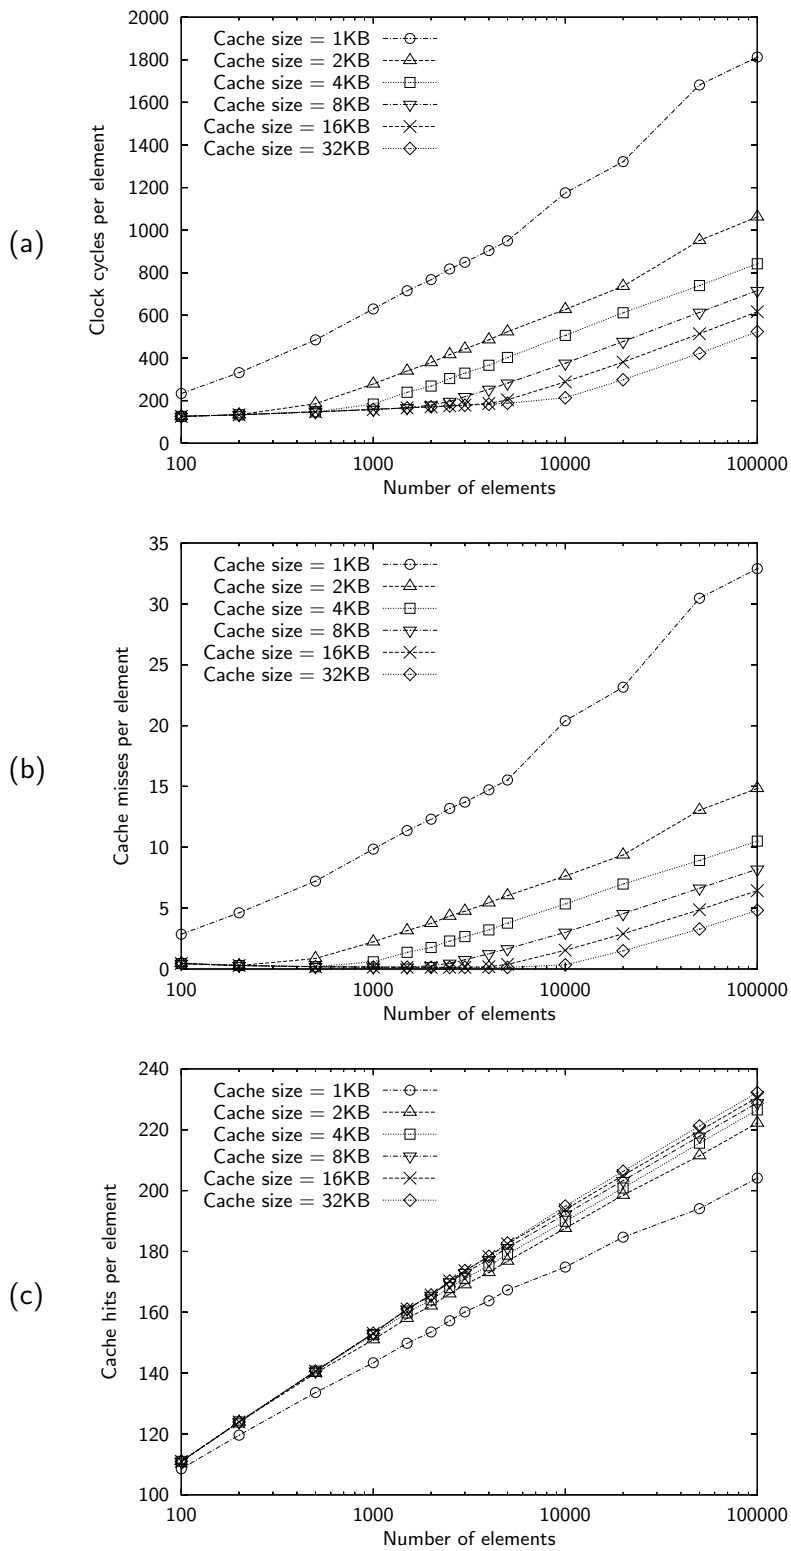 (a)
Clock cycles per element
2000
1800
1600
1400
1200
1000
800
600
400
200
0
Cache size = 1KB
Cache size = 2KB
Cache size = 4KB
Cache size = 8KB
Cache size = 16KB
Cache size = 32KB
100 1000 10000 100000
Number of elements
(b)
Cache misses per element
35
30
25
20
15
10
5
0
Cache size = 1KB
Cache size = 2KB
Cache size = 4KB
Cache size = 8KB
Cache size = 16KB
Cache size = 32KB
100 1000 10000 100000
Number of elements
(c)
Cache hits per element
240
220
200
180
160
140
120
100
Cache size = 1KB
Cache size = 2KB
Cache size = 4KB
Cache size = 8KB
Cache size = 16KB
Cache size = 32KB
100 1000 10000 100000
Number of elements